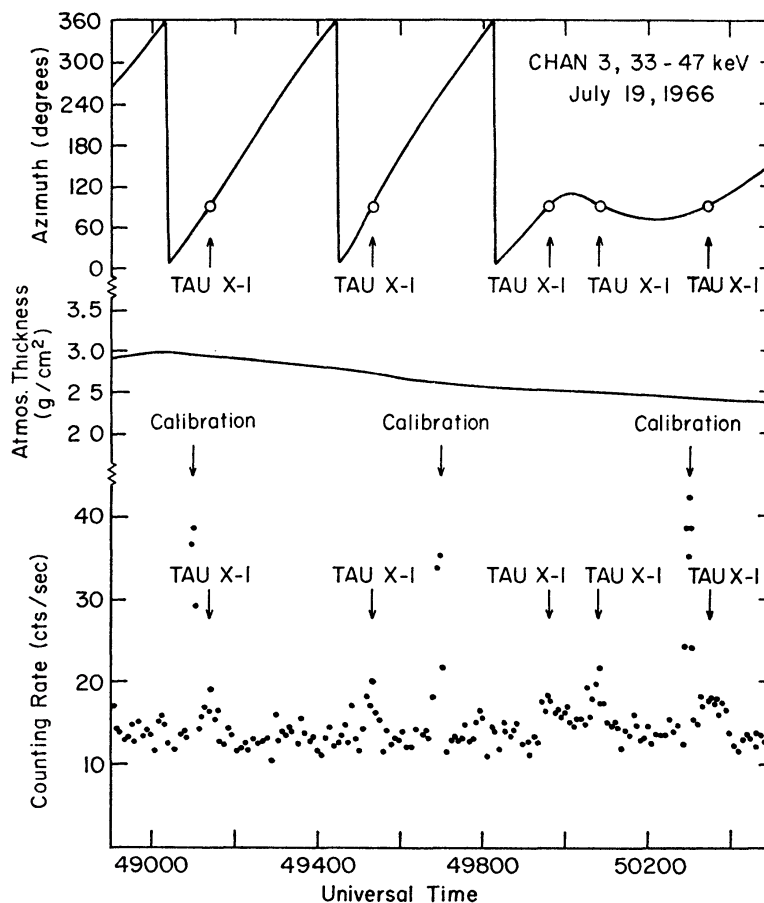 360
300
240
180
120
60
0
Azimuth (degrees)
CHAN 3, 33 - 47 keV
July 19, 1966
TAU X-1
TAU X-1
TAU X-1
TAU X-1
TAU X-1
3.5
3.0
2.5
2 0
Atmos. Thickness
(g/cm²)
Calibration
Calibration
Calibration
40
30
20
10
Counting Rate (cts/sec)
TAU X-1
TAU X-1
TAU X-1
TAU X-1
TAU X-1
49000
49400
49800
50200
Universal Time